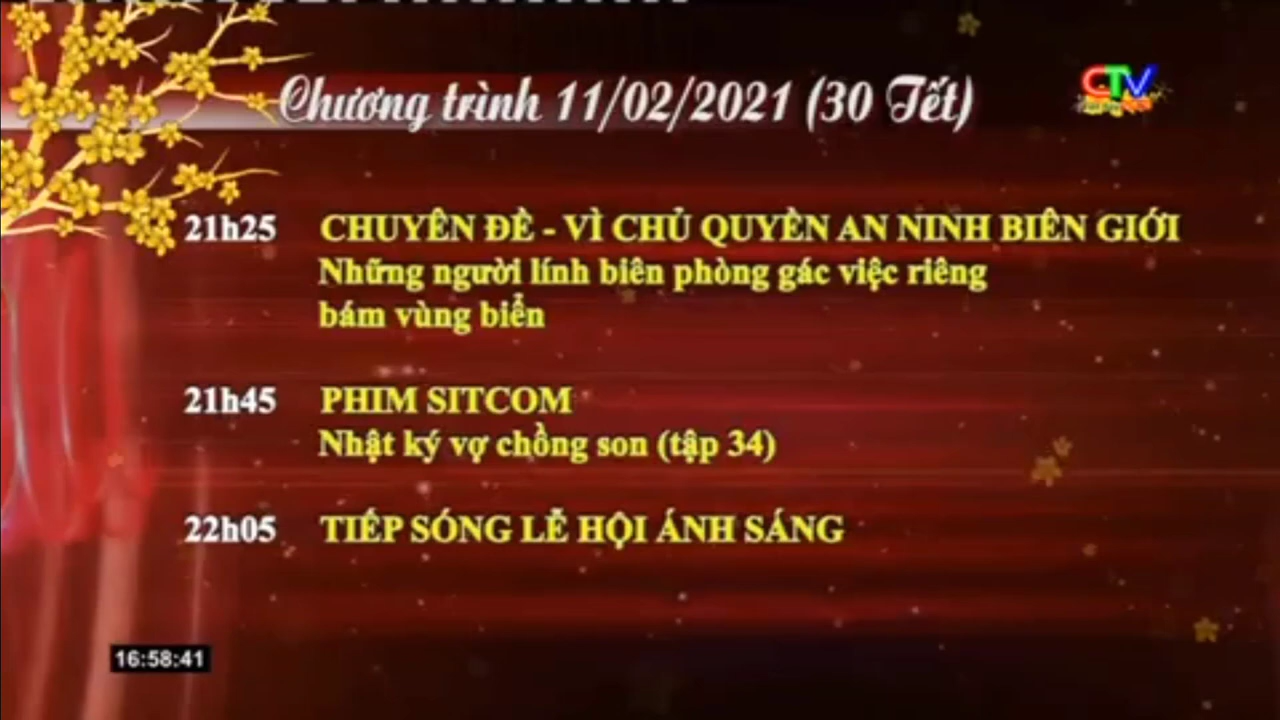 Chương trình 11/02/2021 (30 Tết)
CTV
21h25 CHUYÊN ĐỀ - VÌ CHỦ QUYỀN AN NINH BIÊN GIỚI
Những người lính biên phòng gác việc riêng
bám vùng biển
21h45 PHIM SITCOM
Nhật ký vợ chồng son (tập 34)
22h05 TIẾP SÓNG LỄ HỘI ÁNH SÁNG
16:58:41